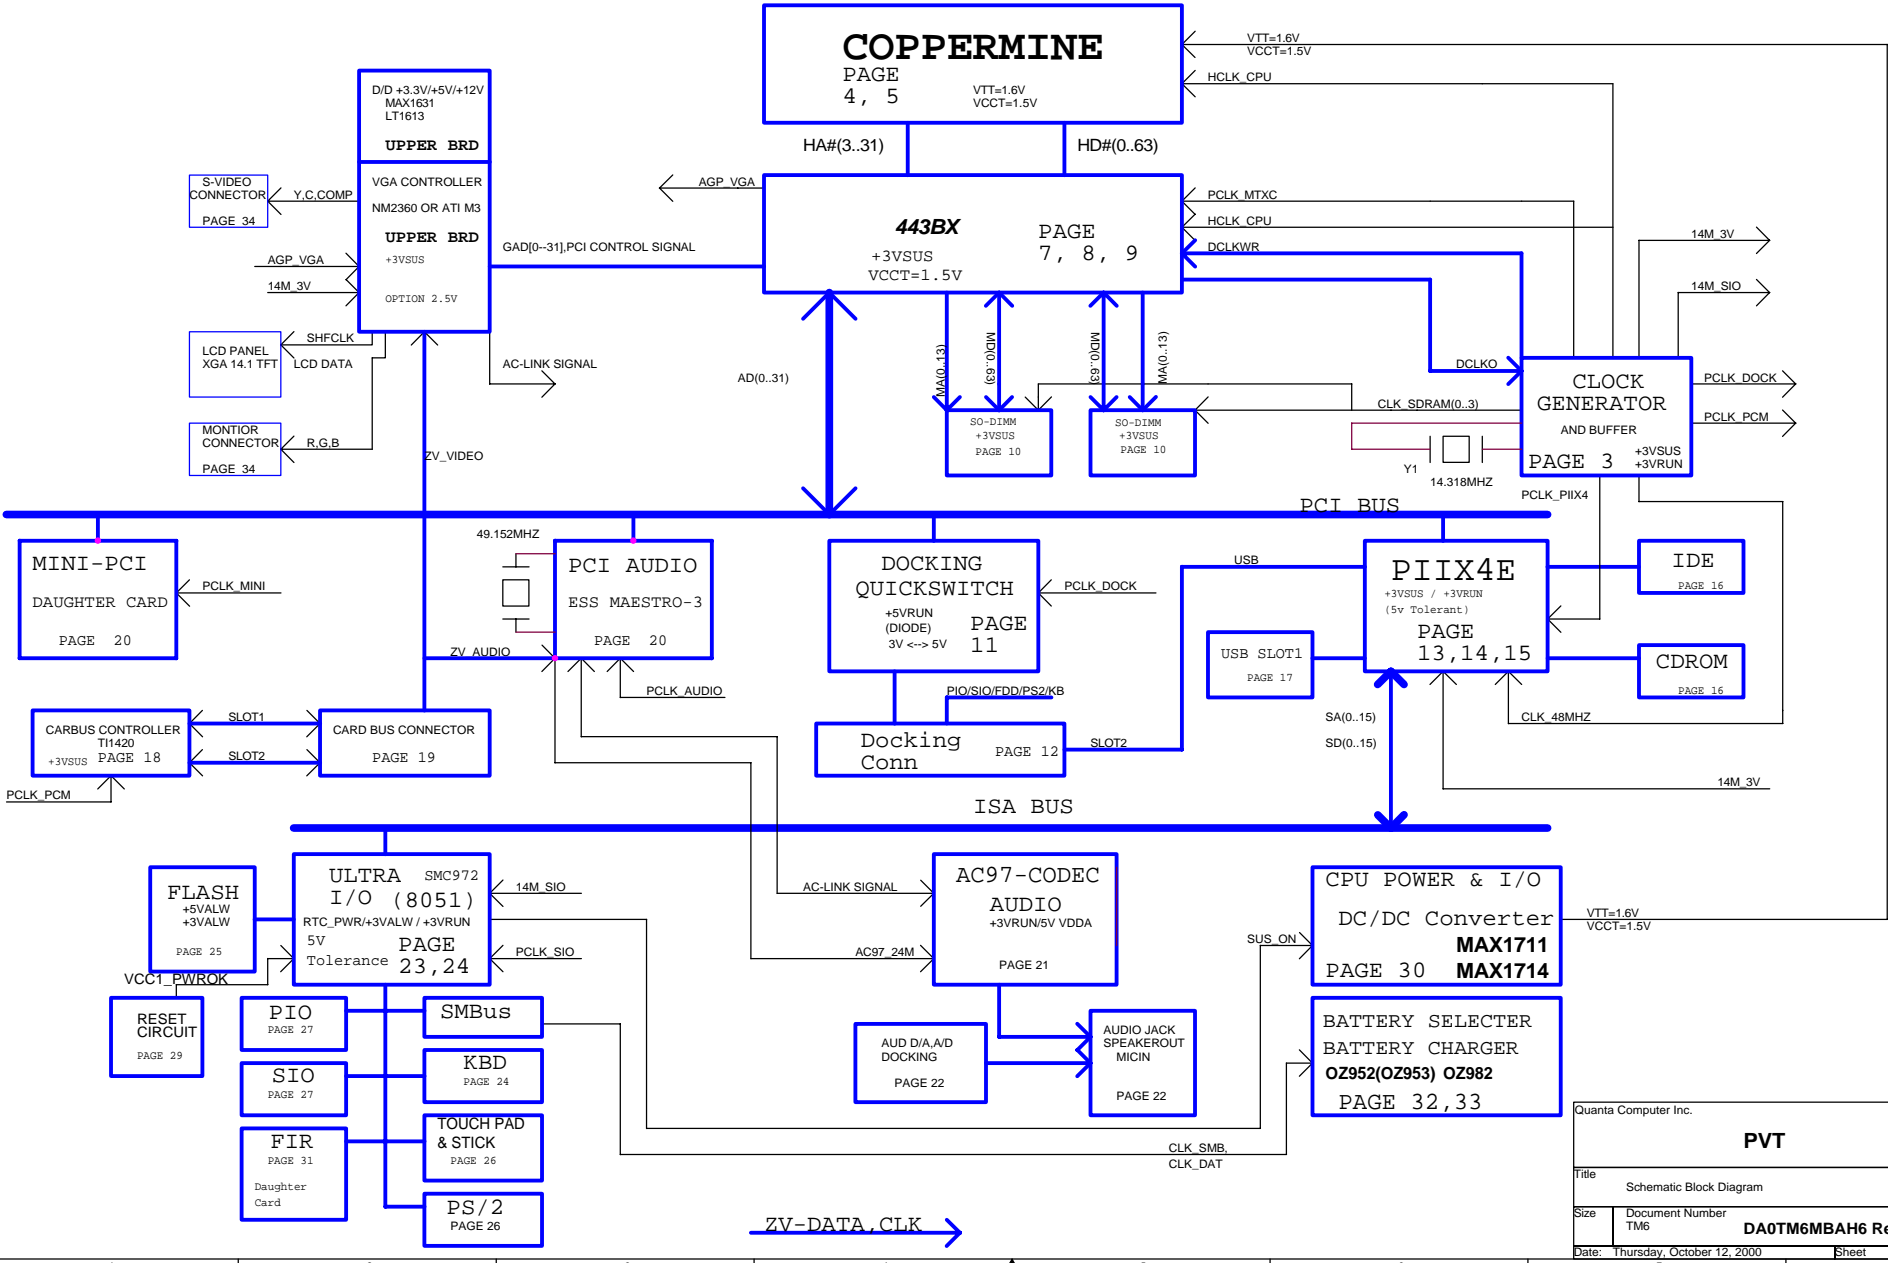 COPPERMINE
PAGE
4, 5
VTT=1.6V
VCCT=1.5V
VTT=1.6V
VCCT=1.5V
HCLK_CPU
HA#(3..31)
HD#(0..63)
D/D +3.3V/+5V/+12V
MAX1631
LT1613
UPPER BRD
VGA CONTROLLER
NM2360 OR ATI M3
UPPER BRD
+3VSUS
OPTION 2.5V
S-VIDEO
CONNECTOR
PAGE 34
Y,C,COMP
AGP_VGA
14M_3V
LCD PANEL
XGA 14.1 TFT
SHFCLK
LCD DATA
MONTIOR
CONNECTOR
PAGE 34
R,G,B
AC-LINK SIGNAL
ZV_VIDEO
AGP_VGA
GAD[0--31],PCI CONTROL SIGNAL
443BX
+3VSUS
VCCT=1.5V
PAGE
7, 8, 9
PCLK_MTXC
HCLK_CPU
DCLKWR
14M_3V
14M_SIO
AD(0..31)
MA(0..13)
MD(0..63)
MD(0..63)
MA(0..13)
DCLKO
SO-DIMM
+3VSUS
PAGE 10
SO-DIMM
+3VSUS
PAGE 10
CLK_SDRAM(0..3)
CLOCK
GENERATOR
AND BUFFER
PAGE 3
+3VSUS
+3VRUN
PCLK_DOCK
PCLK_PCM
Y1
14.318MHZ
PCLK_PIIX4
PCI BUS
MINI-PCI
DAUGHTER CARD
PAGE 20
PCLK_MINI
49.152MHZ
PCI AUDIO
ESS MAESTRO-3
PAGE 20
ZV_AUDIO
PCLK_AUDIO
DOCKING
QUICKSWITCH
+5VRUN
(DIODE)
3V <--> 5V
PAGE
11
PCLK_DOCK
USB
PIIX4E
+3VSUS / +3VRUN
(5v Tolerant)
PAGE
13,14,15
IDE
PAGE 16
USB SLOT1
PAGE 17
CDROM
PAGE 16
CARBUS CONTROLLER
TI1420
+3VSUS PAGE 18
SLOT1
SLOT2
CARD BUS CONNECTOR
PAGE 19
PCLK_PCM
PIO/SIO/FDD/PS2/KB
Docking
Conn
PAGE 12
SLOT2
SA(0..15)
SD(0..15)
CLK_48MHZ
14M_3V
ISA BUS
FLASH
+5VALW
+3VALW
PAGE 25
ULTRA SMC972
I/O (8051)
RTC_PWR/+3VALW / +3VRUN
5V
Tolerance
PAGE
23,24
14M_SIO
PCLK_SIO
VCC1_PWROK
RESET
CIRCUIT
PAGE 29
AC-LINK SIGNAL
AC97_24M
AC97-CODEC
AUDIO
+3VRUN/5V VDDA
PAGE 21
SUS_ON
CPU POWER & I/O
DC/DC Converter
MAX1711
PAGE 30 MAX1714
VTT=1.6V
VCCT=1.5V
PIO
PAGE 27
SMBus
SIO
PAGE 27
KBD
PAGE 24
FIR
PAGE 31
Daughter
Card
TOUCH PAD
& STICK
PAGE 26
PS/2
PAGE 26
AUD D/A,A/D
DOCKING
PAGE 22
AUDIO JACK
SPEAKEROUT
MICIN
PAGE 22
BATTERY SELECTER
BATTERY CHARGER
OZ952(OZ953) OZ982
PAGE 32,33
CLK_SMB,
CLK_DAT
ZV-DATA,CLK
Quanta Computer Inc.
PVT
Title
Schematic Block Diagram
Size
Document Number
TM6
DA0TM6MBAH6 Re
Date: Thursday, October 12, 2000
Sheet